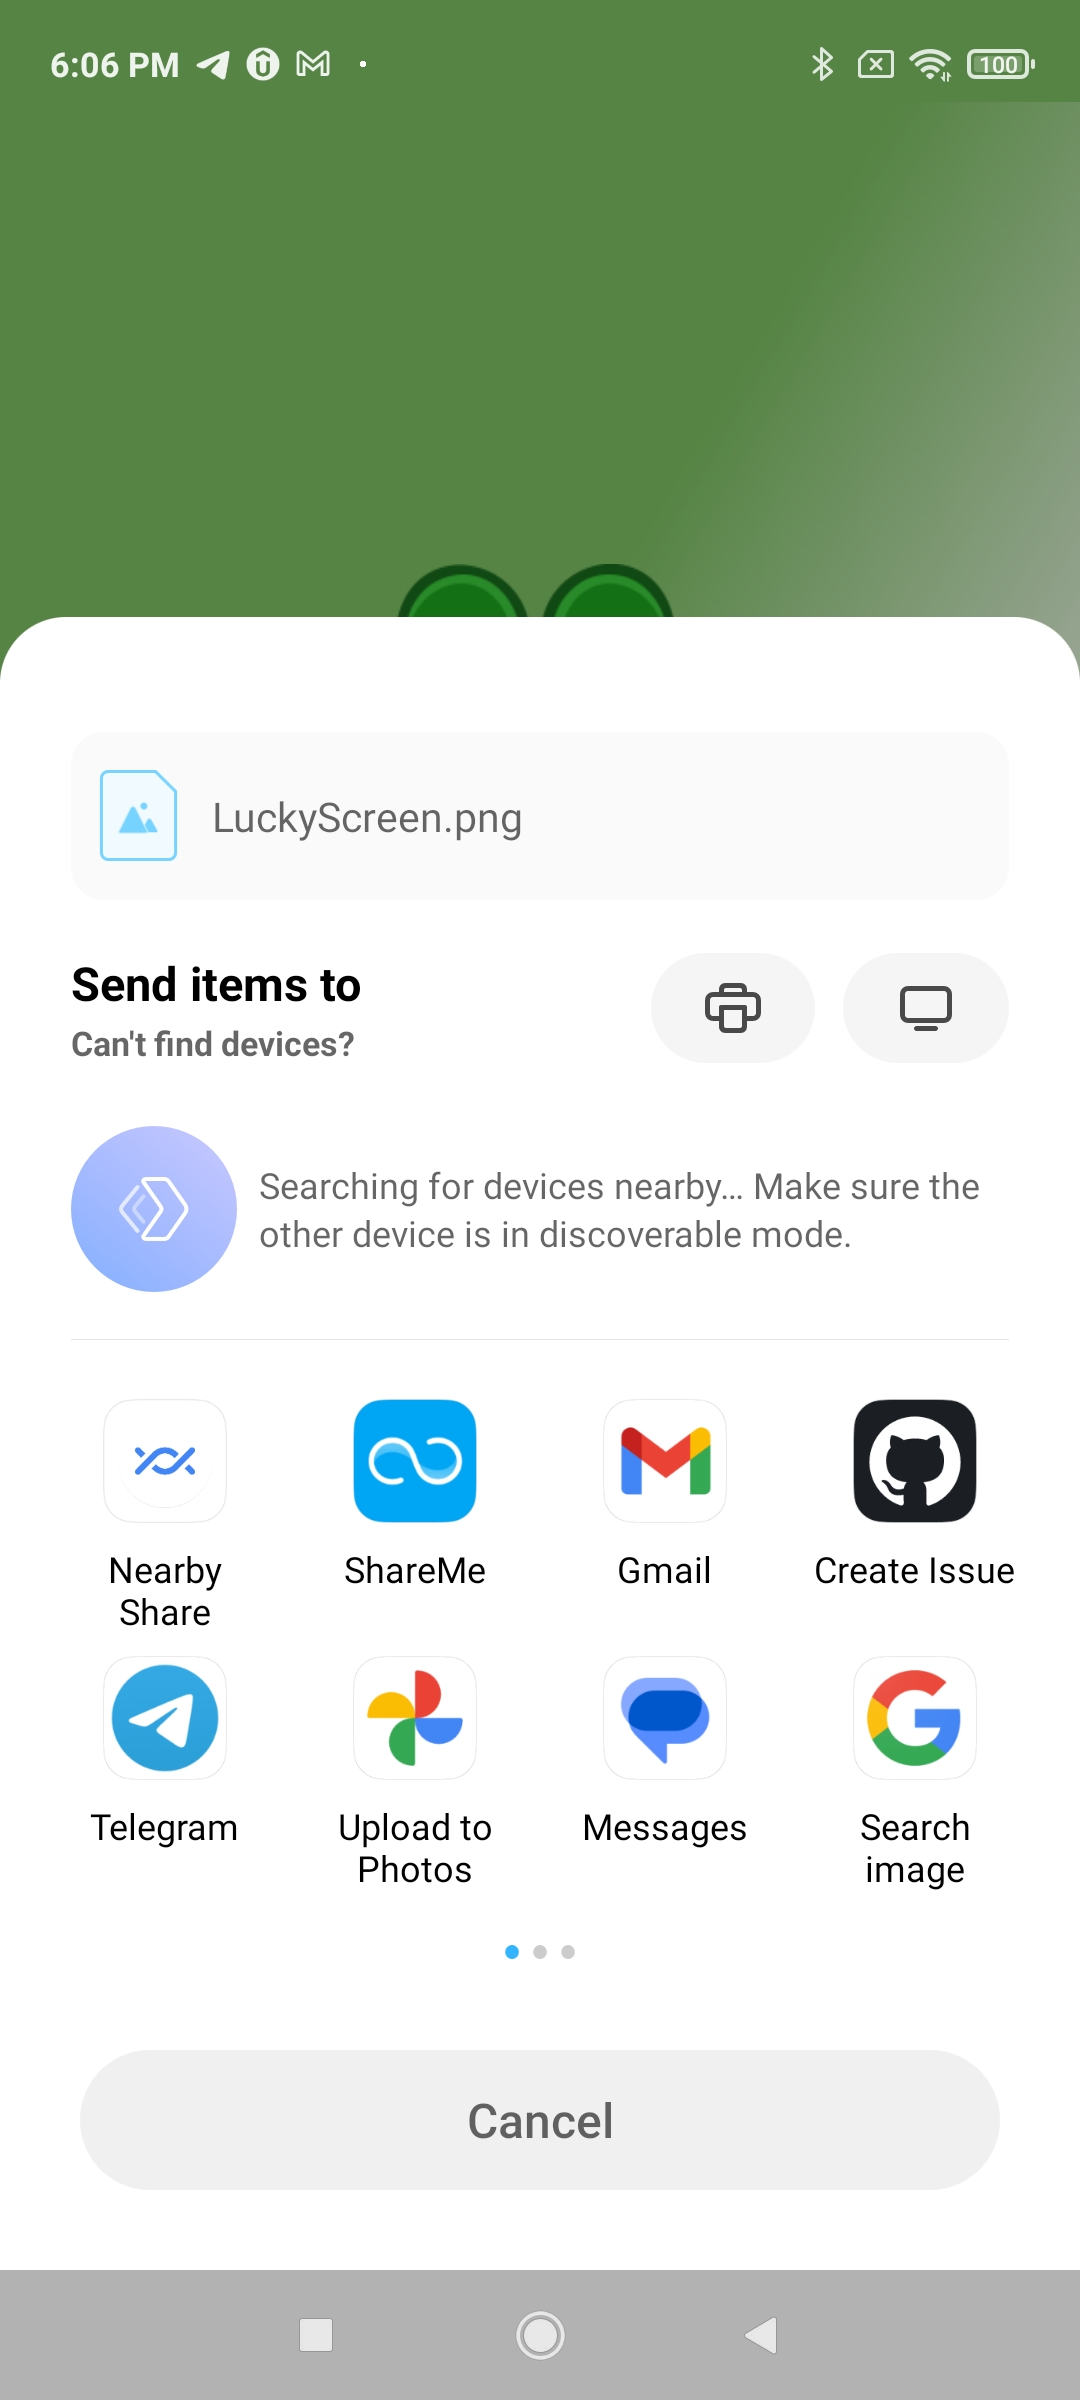 6:06 PM
100
LuckyScreen.png
Send items to
Can't find devices?
Searching for devices nearby... Make sure the
other device is in discoverable mode.
Nearby
Share
ShareMe
Gmail
Create Issue
Telegram
Upload to
Photos
Messages
Search
image
Cancel